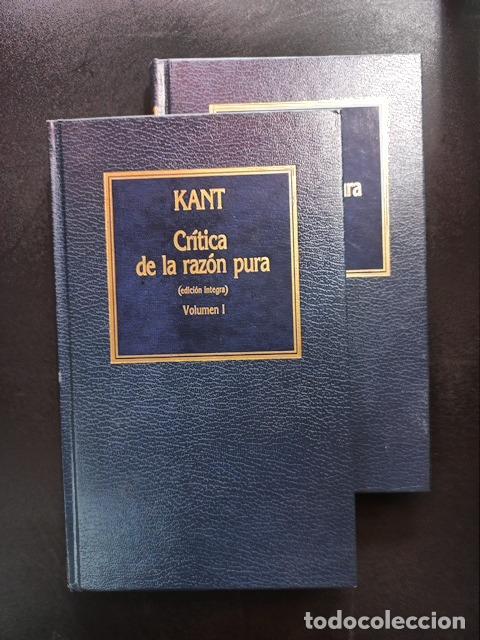 KANT
Crítica
de la razón pura
(edición íntegra)
Volumen I
ura
todocoleccion